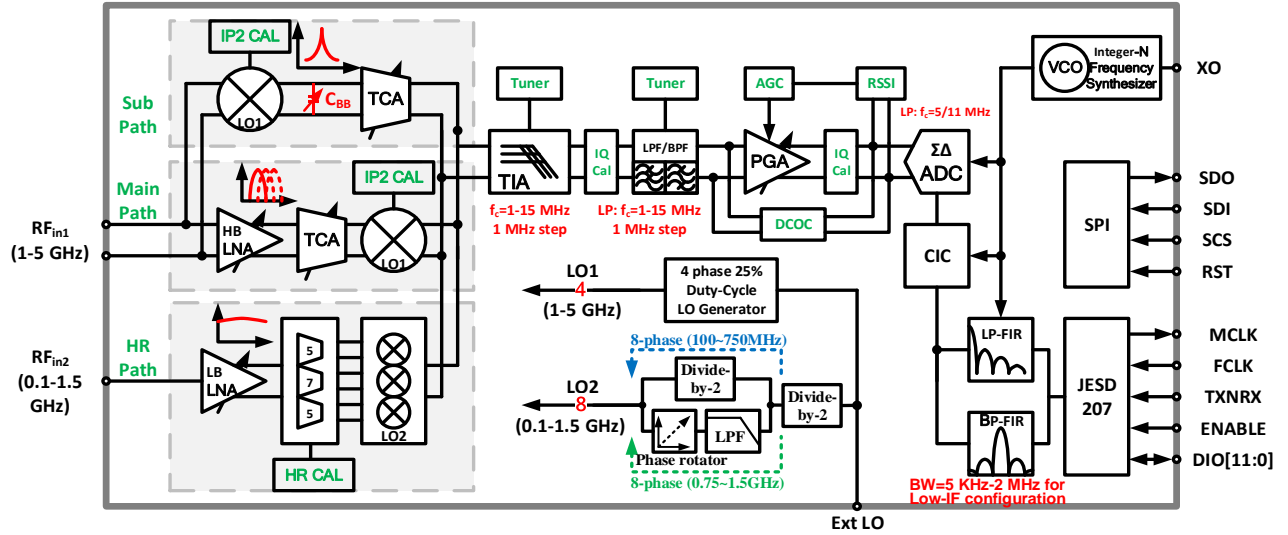 IP2 CAL
LO1
C_BB
TCA
Sub
Path
Main
Path
IP2 CAL
HB
LNA
TCA
LO1
RFin1
(1-5 GHz)
HR
Path
RFin2
(0.1-1.5
GHz)
LB
LNA
5
7
5
LO2
HR CAL
Tuner
TIA
fc=1-15 MHz
1 MHz step
IQ
Cal
Tuner
LPF/BPF
LP: fc=1-15 MHz
1 MHz step
AGC
RSSI
PGA
IQ
Cal
DCOC
LP: fc=5/11 MHz
ΣΔ
ADC
CIC
VCO
Integer-N
Frequency
Synthesizer
XO
SPI
SDO
SDI
SCS
RST
LO1
4
(1-5 GHz)
4 phase 25%
Duty-Cycle
LO Generator
8-phase (100~750MHz)
Divide-
by-2
LO2
8
(0.1-1.5 GHz)
Divide-
by-2
LPF
Phase rotator
8-phase (0.75~1.5GHz)
Ext LO
LP-FIR
BP-FIR
BW=5 KHz-2 MHz for
Low-IF configuration
JESD
207
MCLK
FCLK
TXNRX
ENABLE
DIO[11:0]